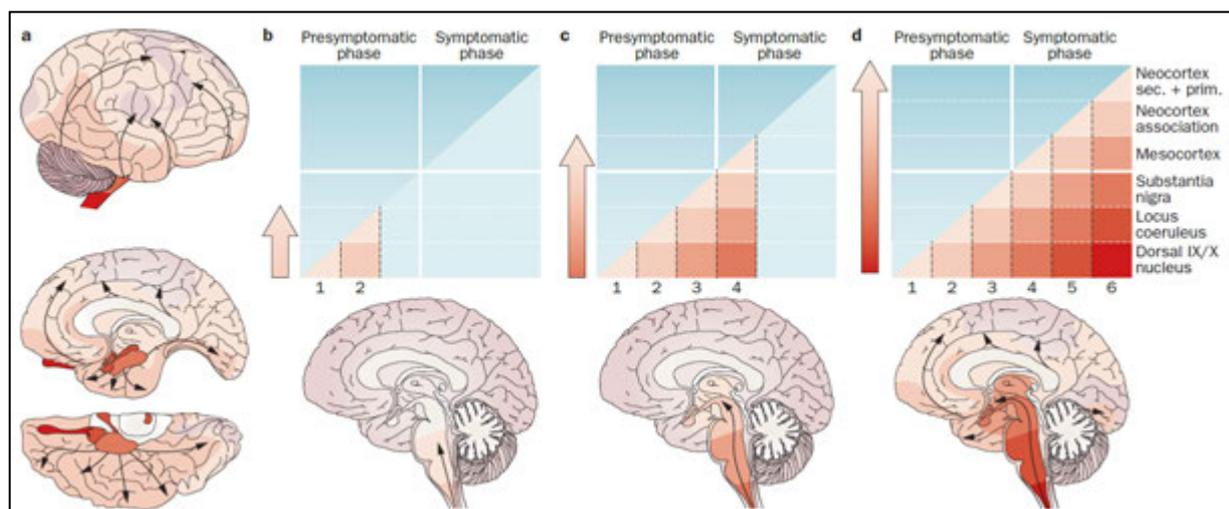 a
b
Presymptomatic
phase
Symptomatic
phase
1 2
c
Presymptomatic
phase
Symptomatic
phase
1 2 3 4
d
Presymptomatic
phase
Symptomatic
phase
Neocortex
sec. + prim.
Neocortex
association
Mesocortex
Substantia
nigra
Locus
coeruleus
Dorsal IX/X
nucleus
1 2 3 4 5 6